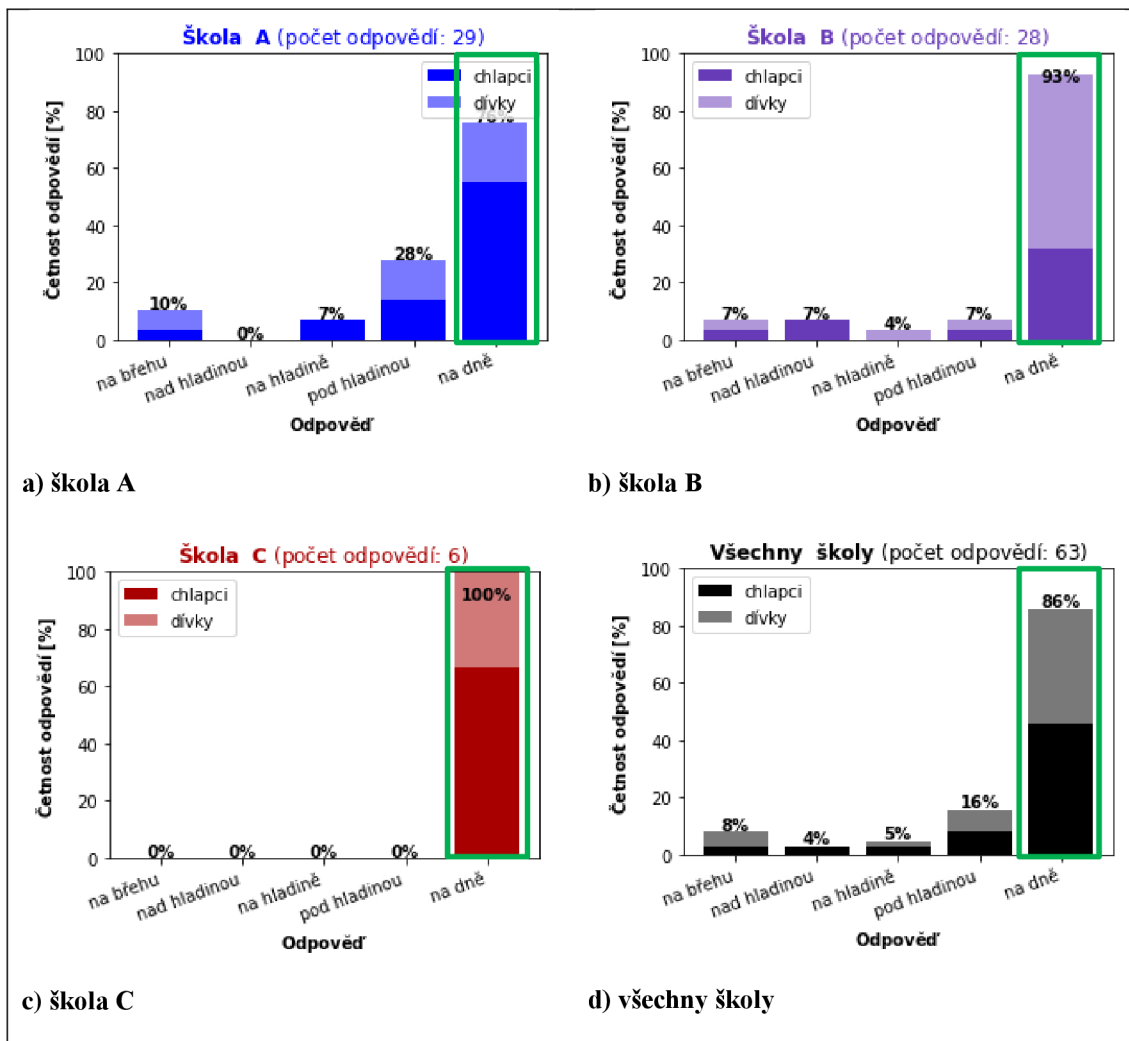 Škola A (počet odpovědí: 29)
Četnost odpovědí [%]
100
80
60
40
20
0
chlapci
dívky
10%
0%
7%
28%
76%
na břehu
nad hladinou
na hladině
pod hladinou
na dně
Odpověď
a) škola A
Škola B (počet odpovědí: 28)
Četnost odpovědí [%]
100
80
60
40
20
0
chlapci
dívky
7%
7%
4%
7%
93%
na břehu
nad hladinou
na hladině
pod hladinou
na dně
Odpověď
b) škola B
Škola C (počet odpovědí: 6)
Četnost odpovědí [%]
100
80
60
40
20
0
chlapci
dívky
0%
0%
0%
0%
100%
na břehu
nad hladinou
na hladině
pod hladinou
na dně
Odpověď
c) škola C
Všechny školy (počet odpovědí: 63)
Četnost odpovědí [%]
100
80
60
40
20
0
chlapci
dívky
8%
4%
5%
16%
86%
na břehu
nad hladinou
na hladině
pod hladinou
na dně
Odpověď
d) všechny školy